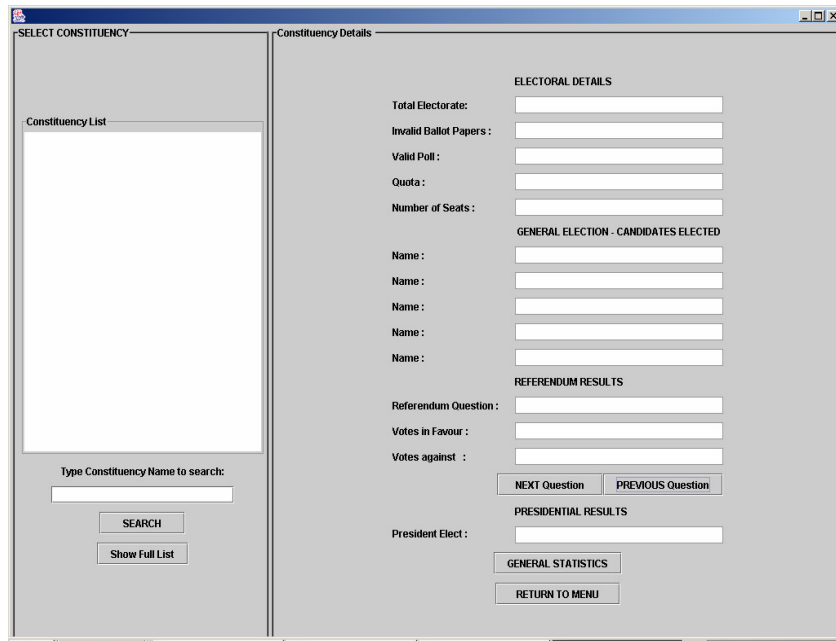 SELECT CONSTITUENCY
Constituency List
Type Constituency Name to search:
SEARCH
Show Full List
Constituency Details
ELECTORAL DETAILS
Total Electorate:
Invalid Ballot Papers :
Valid Poll :
Quota :
Number of Seats :
GENERAL ELECTION - CANDIDATES ELECTED
Name :
Name :
Name :
Name :
Name :
REFERENDUM RESULTS
Referendum Question :
Votes in Favour :
Votes against :
NEXT Question PREVIOUS Question
PRESIDENTIAL RESULTS
President Elect :
GENERAL STATISTICS
RETURN TO MENU